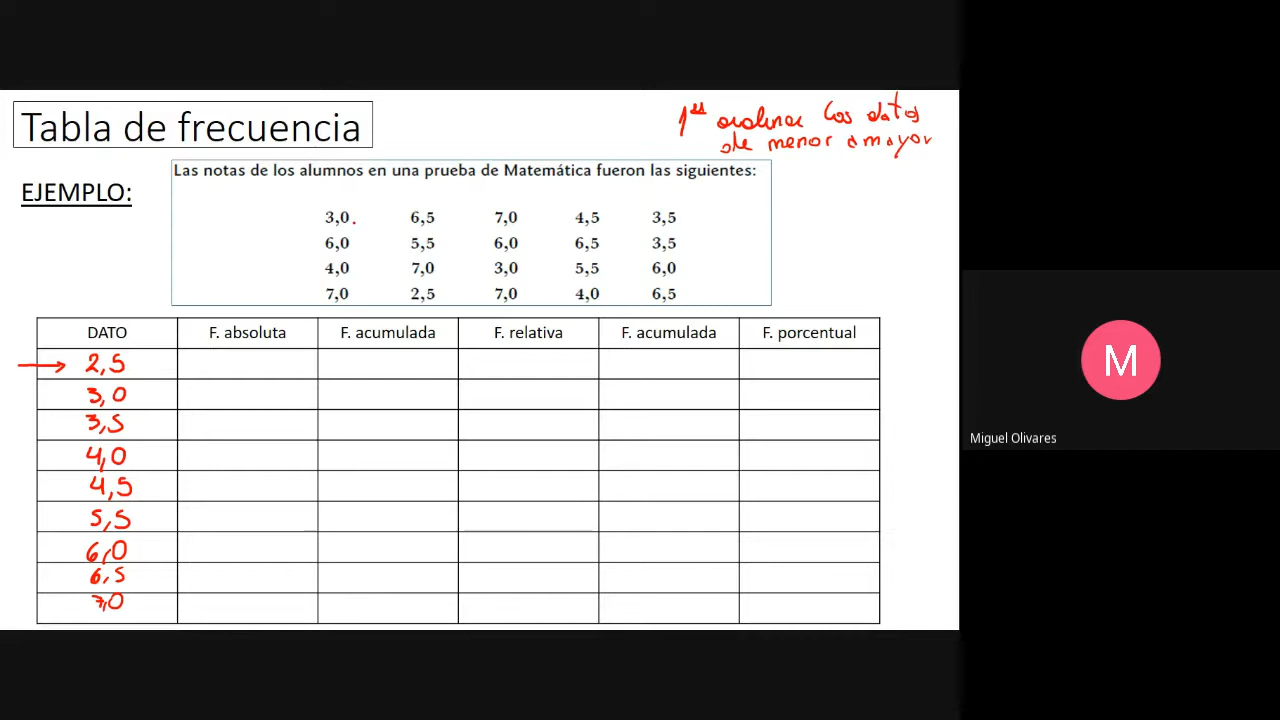 Tabla de frecuencia
1er ordenar los datos
de menor a mayor
EJEMPLO:
Las notas de los alumnos en una prueba de Matemática fueron las siguientes:
3,0 6,5 7,0 4,5 3,5
6,0 5,5 6,0 6,5 3,5
4,0 7,0 3,0 5,5 6,0
7,0 2,5 7,0 4,0 6,5
DATO F. absoluta F. acumulada F. relativa F. acumulada F. porcentual
→ 2,5
3,0
3,5
4,0
4,5
5,5
6,0
6,5
7,0
M
Miguel Olivares